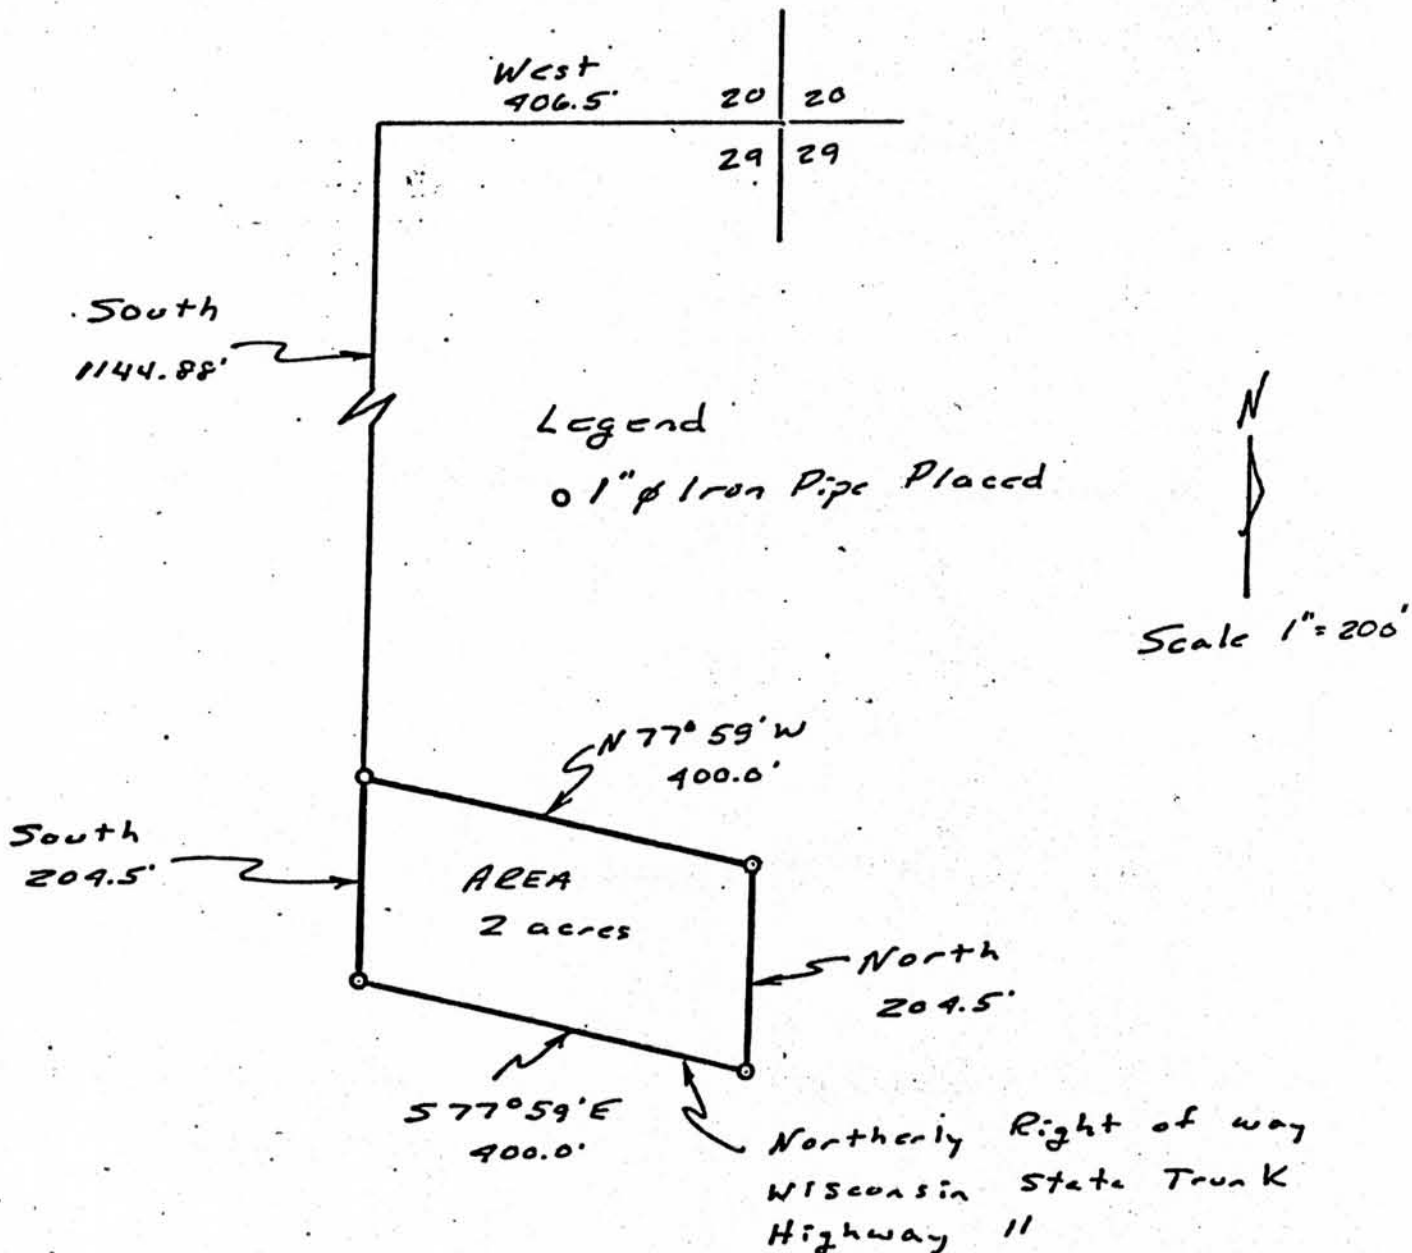 West
406.5'
20 20
29 29
South
1144.88'
Legend
o 1"ø Iron Pipe Placed
N
Scale 1"=200'
N 77° 59' W
400.0'
South
204.5'
AREA
2 acres
North
204.5'
S 77° 59' E
400.0'
Northerly Right of way
Wisconsin State Trunk
Highway 11